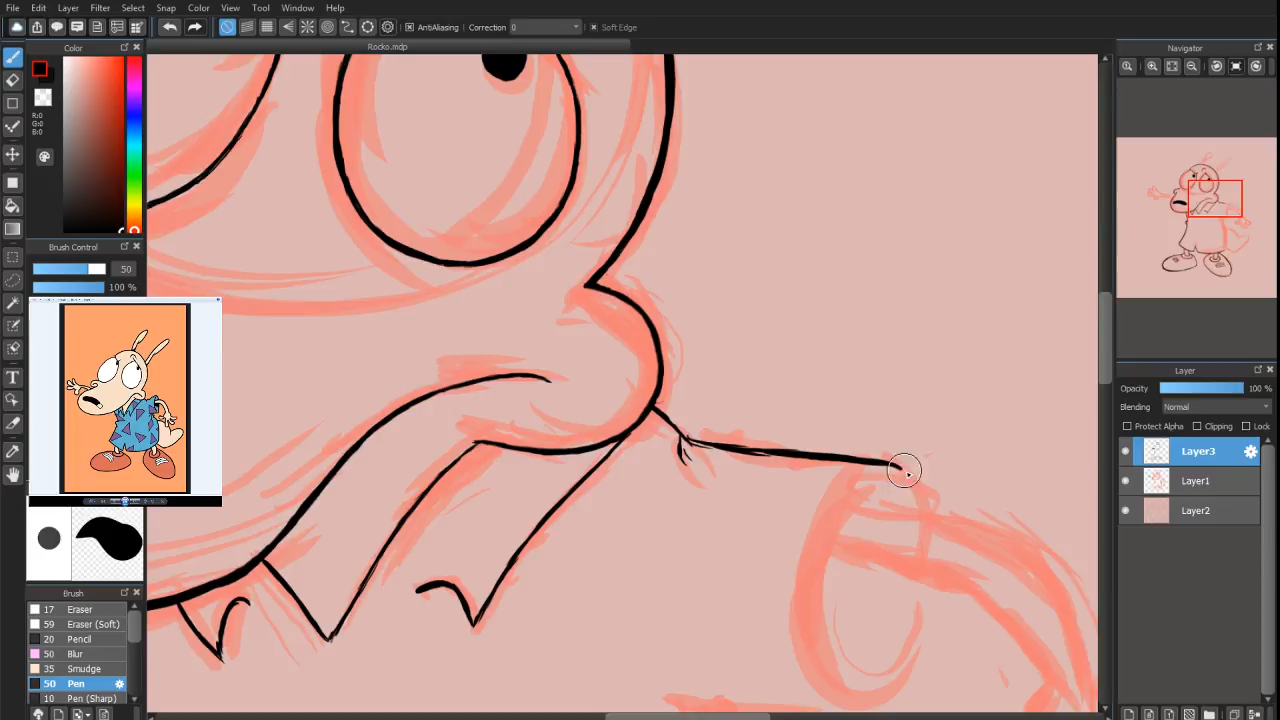 File Edit Layer Filter Select Snap Color View Tool Window Help
AntiAliasing Correction 0 Soft Edge
Color
Rocko.mdp
Navigator
R:0
G:0
B:0
Brush Control
50
100 %
Layer
Opacity 100 %
Blending Normal
Protect Alpha Clipping Lock
Layer3
Layer1
Layer2
Brush
17 Eraser
59 Eraser (Soft)
20 Pencil
50 Blur
35 Smudge
50 Pen
10 Pen (Sharp)